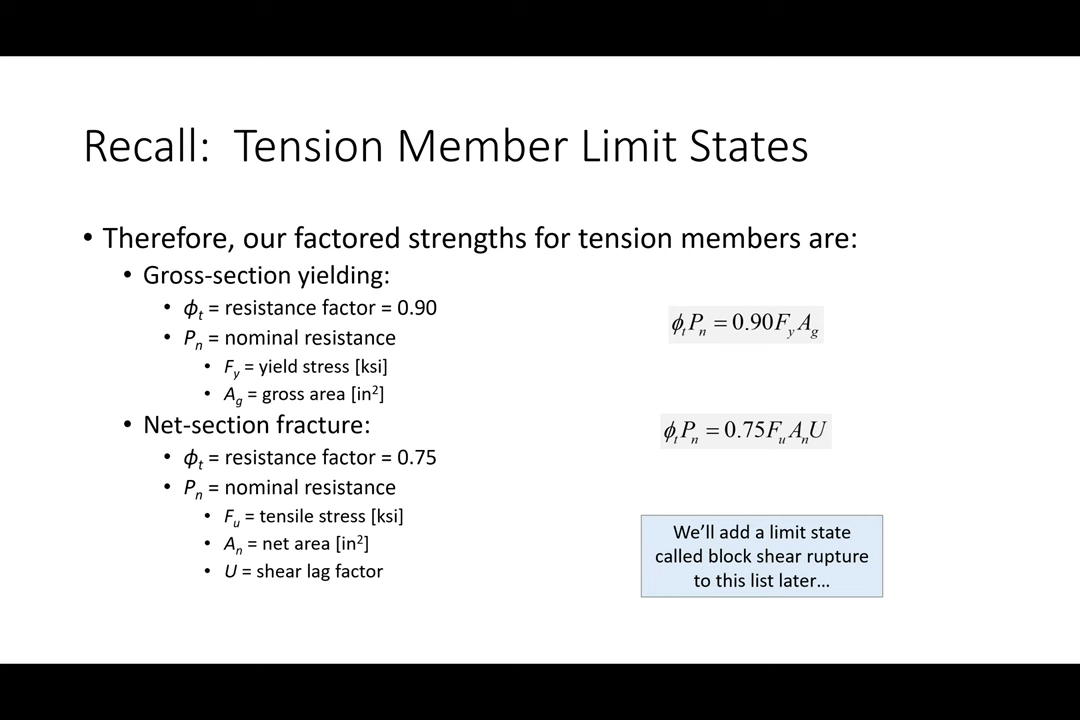 Recall: Tension Member Limit States
• Therefore, our factored strengths for tension members are:
• Gross-section yielding:
• ϕt = resistance factor = 0.90
• Pn = nominal resistance
• Fy = yield stress [ksi]
• Ag = gross area [in²]
ϕtPn = 0.90FyAg
• Net-section fracture:
• ϕt = resistance factor = 0.75
• Pn = nominal resistance
• Fu = tensile stress [ksi]
• An = net area [in²]
• U = shear lag factor
ϕtPn = 0.75FuAnU
We’ll add a limit state
called block shear rupture
to this list later…